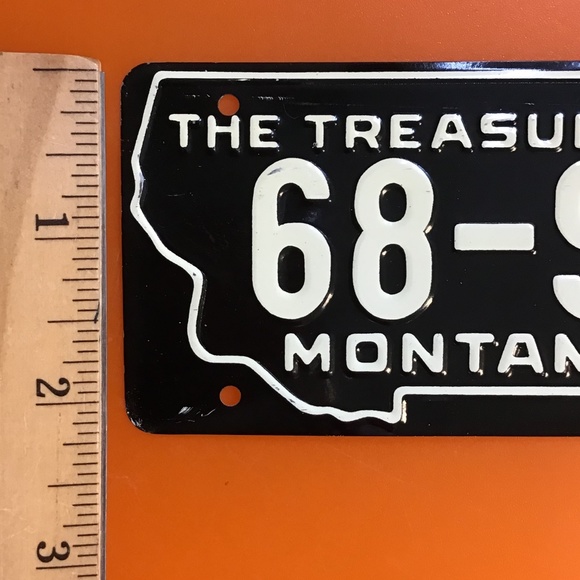 THE TREASU
68-
MONTAN
1
2
3